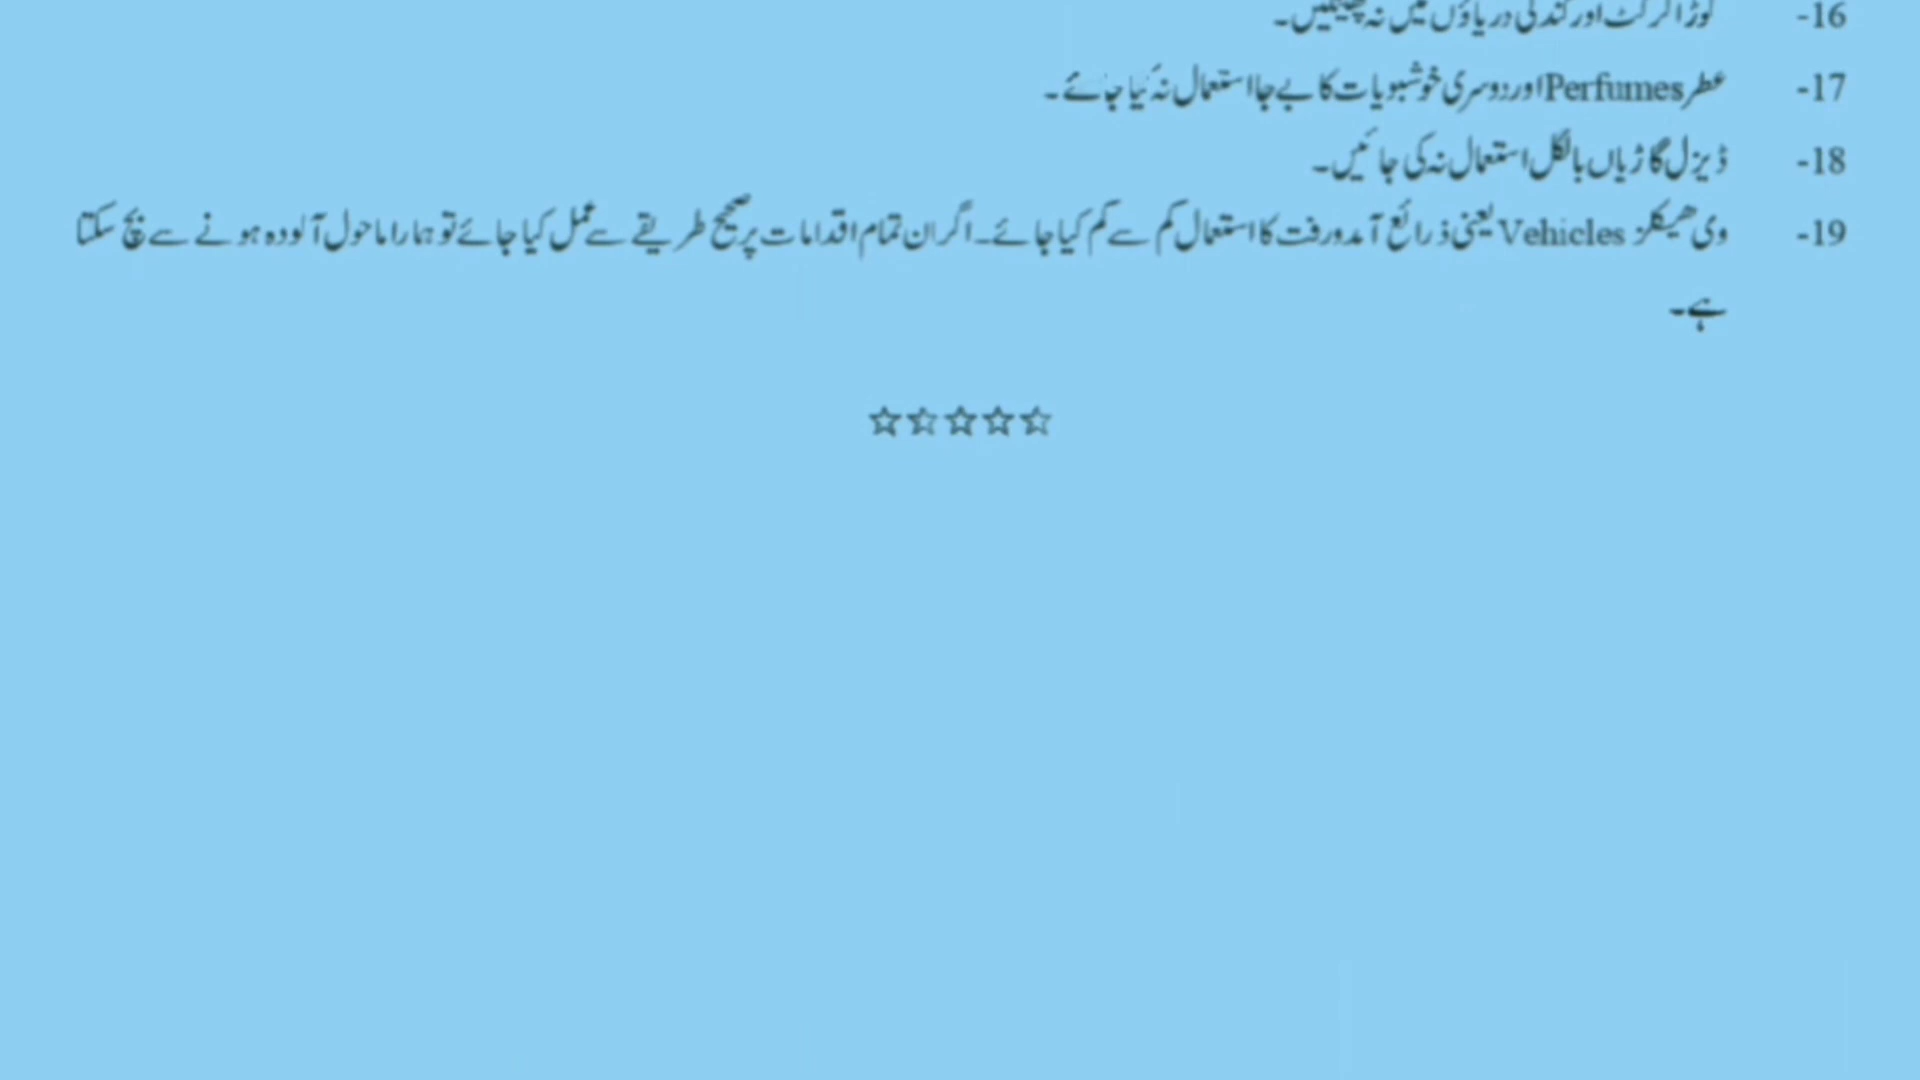 16- کوڑا کرکٹ اور گندگی دریاؤں میں نہ پھینکیں۔
17- عطر Perfumes اور دوسری خوشبویات کا بے جا استعمال نہ کیا جائے۔
18- ڈیزل گاڑیاں بالکل استعمال نہ کی جائیں۔
19- وی ھیکلز Vehicles یعنی ذرائع آمدورفت کا استعمال کم سے کم کیا جائے۔ اگر ان تمام اقدامات پر صحیح طریقے سے عمل کیا جائے تو ہمارا ماحول آلودہ ہونے سے بچ سکتا
ہے۔
☆☆☆☆☆